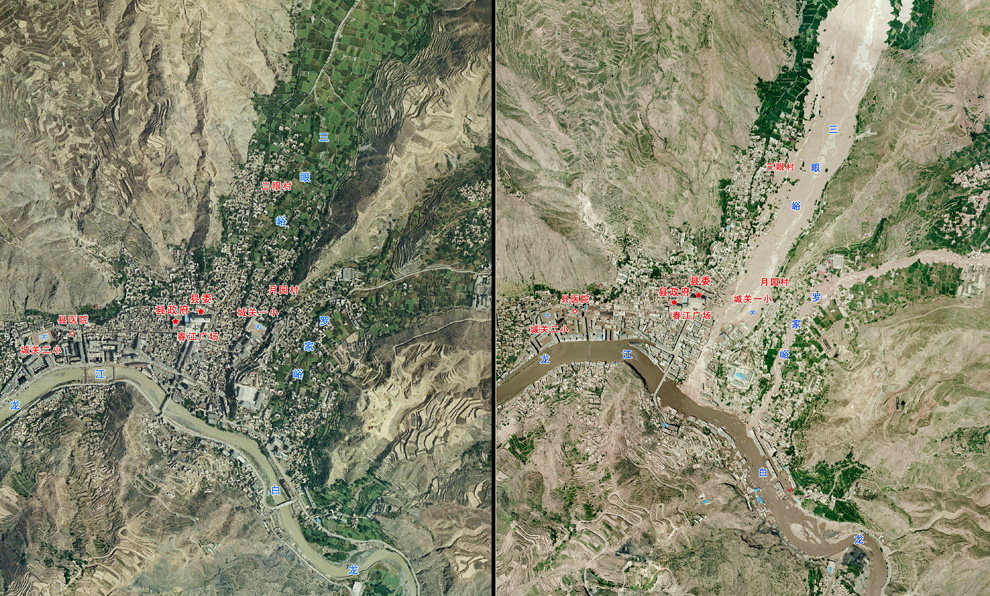 三
眼
峪
三眼村
月园村
县委
县政府
城关一小
春江广场
县医院
城关二小
罗
家
峪
江
龙
白
龙
三
眼
峪
三眼村
月园村
县委
县政府
城关一小
春江广场
县医院
城关二小
罗
家
峪
龙
江
白
龙